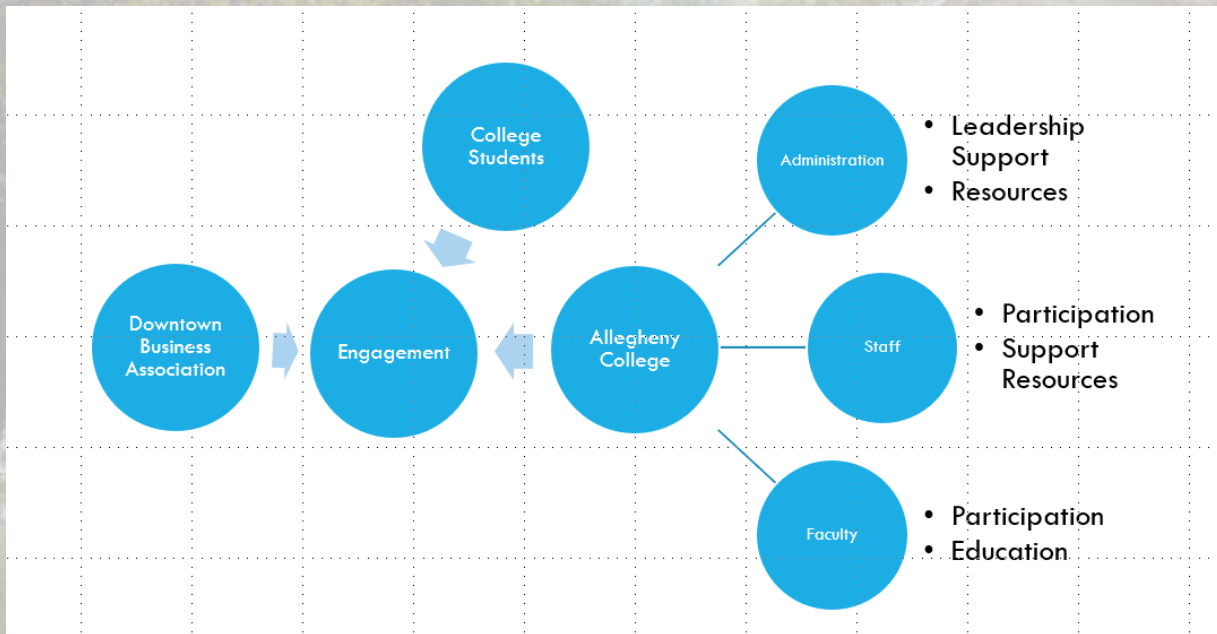 College
Students
Administration
• Leadership
Support
• Resources
Downtown
Business
Association
Engagement
Allegheny
College
Staff
• Participation
• Support
Resources
Faculty
• Participation
• Education